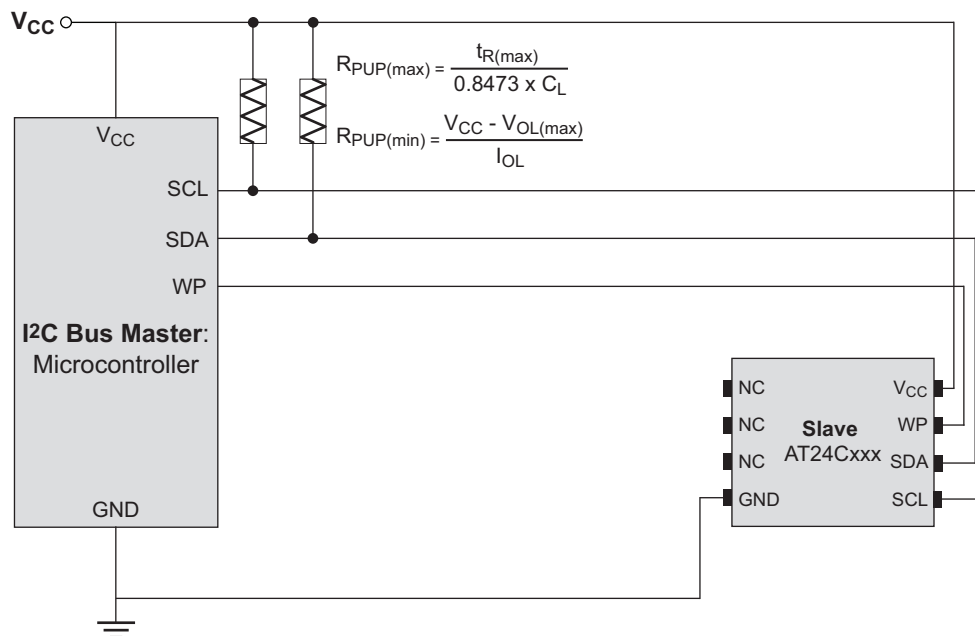 VCC
RPUP(max) = tR(max) / 0.8473 x CL
RPUP(min) = VCC - VOL(max) / IOL
VCC
SCL
SDA
WP
I2C Bus Master:
Microcontroller
GND
NC VCC
NC Slave WP
NC AT24Cxxx SDA
GND SCL